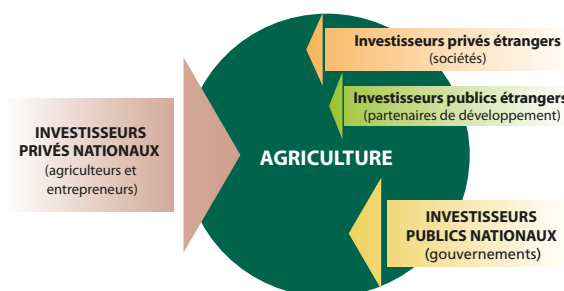 Investisseurs privés étrangers
(sociétés)
Investisseurs publics étrangers
(partenaires de développement)
INVESTISSEURS
PRIVÉS NATIONAUX
(agriculteurs et
entrepreneurs)
AGRICULTURE
INVESTISSEURS
PUBLICS NATIONAUX
(gouvernements)